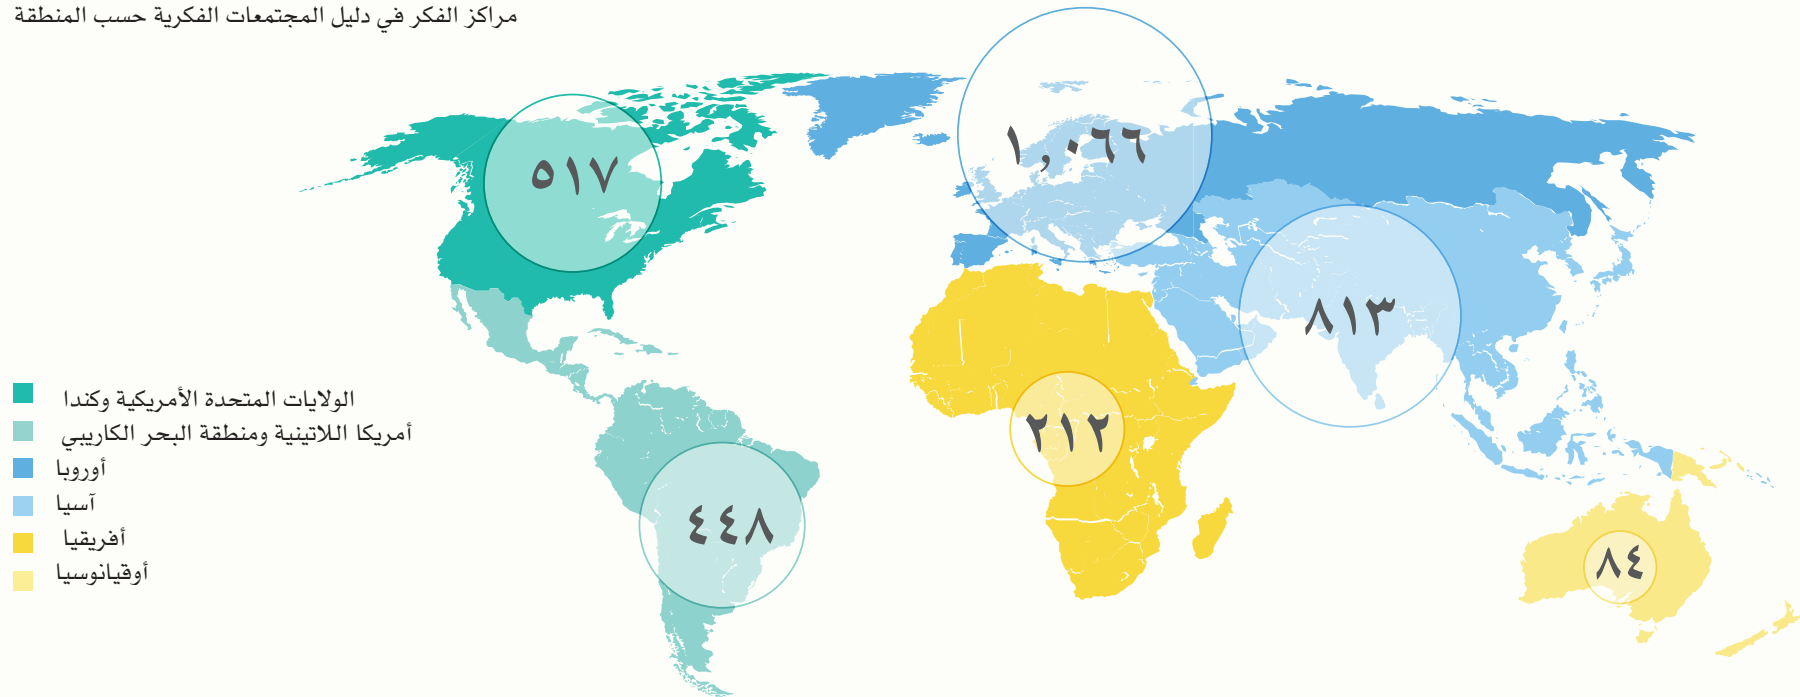 مراكز الفكر في دليل المجتمعات الفكرية حسب المنطقة
١,٠٦٦
٥١٧
٨١٣
٢١٢
٤٤٨
٨٤
الولايات المتحدة الأمريكية وكندا
أمريكا اللاتينية ومنطقة البحر الكاريبي
أوروبا
آسيا
أفريقيا
أوقيانوسيا